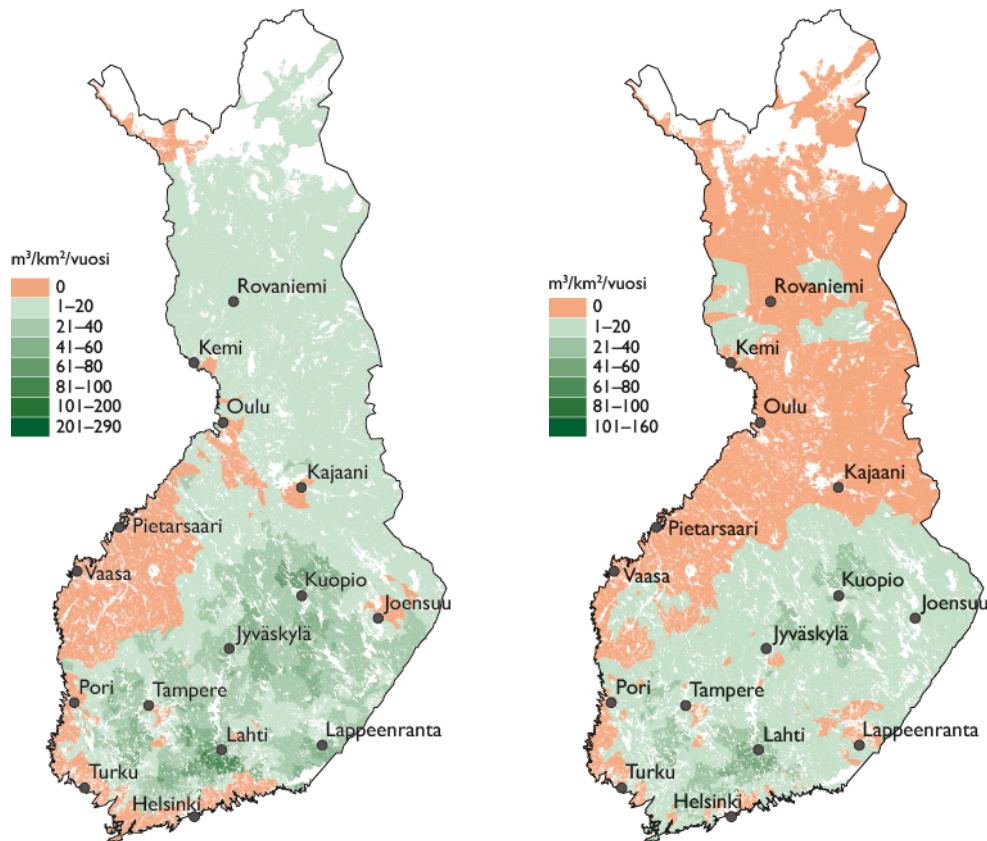 m³/km²/vuosi
0
1–20
21–40
41–60
61–80
81–100
101–200
201–290
Rovaniemi
Kemi
Oulu
Kajaani
Pietarsaari
Vaasa
Kuopio
Joensuu
Jyväskylä
Pori
Tampere
Lahti
Lappeenranta
Turku
Helsinki
m³/km²/vuosi
0
1–20
21–40
41–60
61–80
81–100
101–160
Rovaniemi
Kemi
Oulu
Kajaani
Pietarsaari
Vaasa
Kuopio
Joensuu
Jyväskylä
Pori
Tampere
Lahti
Lappeenranta
Turku
Helsinki